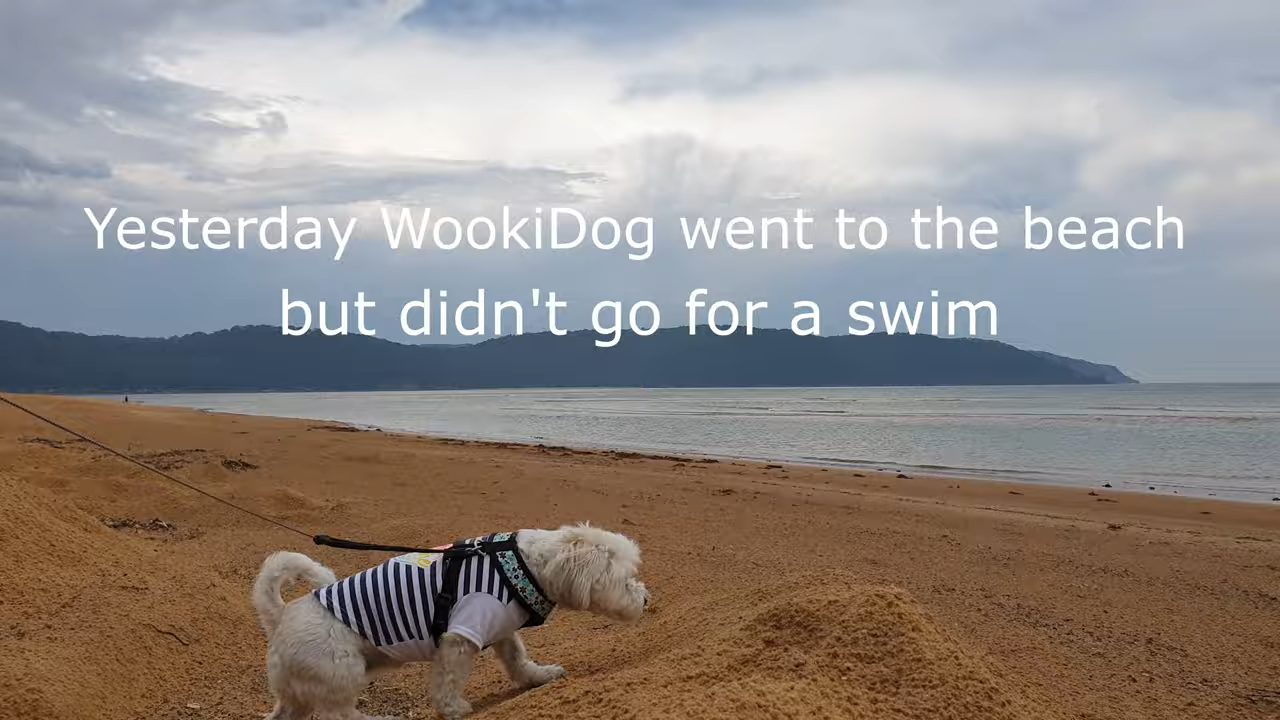 Yesterday WookiDog went to the beach
but didn't go for a swim